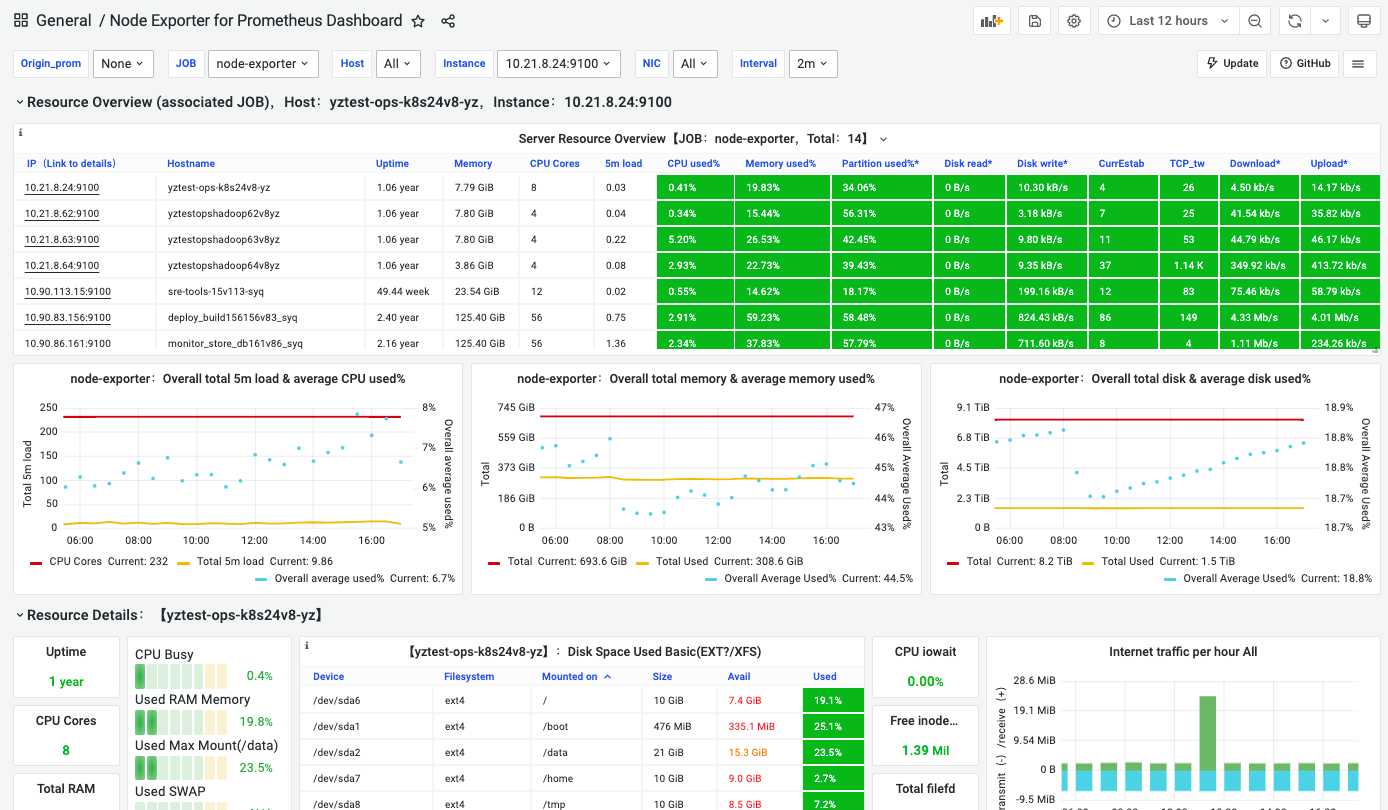 General / Node Exporter for Prometheus Dashboard
Last 12 hours
Origin_prom None JOB node-exporter Host All Instance 10.21.8.24:9100 NIC All Interval 2m Update GitHub
Resource Overview (associated JOB)，Host：yztest-ops-k8s24v8-yz，Instance：10.21.8.24:9100
Server Resource Overview【JOB：node-exporter，Total：14】
IP（Link to details） Hostname Uptime Memory CPU Cores 5m load CPU used% Memory used% Partition used%* Disk read* Disk write* CurrEstab TCP_tw Download* Upload*
10.21.8.24:9100 yztest-ops-k8s24v8-yz 1.06 year 7.79 GiB 8 0.03 0.41% 19.83% 34.06% 0 B/s 10.30 kB/s 4 26 4.50 kb/s 14.17 kb/s
10.21.8.62:9100 yztestopshadoop62v8yz 1.06 year 7.80 GiB 4 0.04 0.34% 15.44% 56.31% 0 B/s 3.18 kB/s 7 25 41.54 kb/s 35.82 kb/s
10.21.8.63:9100 yztestopshadoop63v8yz 1.06 year 7.80 GiB 4 0.22 5.20% 26.53% 42.45% 0 B/s 9.80 kB/s 11 53 44.79 kb/s 46.17 kb/s
10.21.8.64:9100 yztestopshadoop64v8yz 1.06 year 3.86 GiB 4 0.08 2.93% 22.73% 39.43% 0 B/s 9.35 kB/s 37 1.14 K 349.92 kb/s 413.72 kb/s
10.90.113.15:9100 sre-tools-15v113-syq 49.44 week 23.54 GiB 12 0.02 0.55% 14.62% 18.17% 0 B/s 199.16 kB/s 12 83 75.46 kb/s 58.79 kb/s
10.90.83.156:9100 deploy_build156156v83_syq 2.40 year 125.40 GiB 56 0.75 2.91% 59.23% 58.48% 0 B/s 824.43 kB/s 86 149 4.33 Mb/s 4.01 Mb/s
10.90.86.161:9100 monitor_store_db161v86_syq 2.16 year 125.40 GiB 56 1.36 2.34% 37.83% 57.79% 0 B/s 711.60 kB/s 8 4 1.11 Mb/s 234.26 kb/s
node-exporter：Overall total 5m load & average CPU used%
Total 5m load
250
200
150
100
50
0
8%
7%
6%
5%
Overall average used%
06:00 08:00 10:00 12:00 14:00 16:00
CPU Cores Current: 232 Total 5m load Current: 9.86
Overall average used% Current: 6.7%
node-exporter：Overall total memory & average memory used%
Total
745 GiB
559 GiB
373 GiB
186 GiB
0 B
47%
46%
45%
44%
43%
Overall Average Used%
06:00 08:00 10:00 12:00 14:00 16:00
Total Current: 693.6 GiB Total Used Current: 308.6 GiB
Overall Average Used% Current: 44.5%
node-exporter：Overall total disk & average disk used%
Total
9.1 TiB
6.8 TiB
4.5 TiB
2.3 TiB
0 B
18.9%
18.8%
18.8%
18.7%
18.7%
Overall Average Used%
06:00 08:00 10:00 12:00 14:00 16:00
Total Current: 8.2 TiB Total Used Current: 1.5 TiB
Overall Average Used% Current: 18.8%
Resource Details：【yztest-ops-k8s24v8-yz】
Uptime
1 year
CPU Cores
8
Total RAM
CPU Busy
0.4%
Used RAM Memory
19.8%
Used Max Mount(/data)
23.5%
Used SWAP
【yztest-ops-k8s24v8-yz】：Disk Space Used Basic(EXT?/XFS)
Device Filesystem Mounted on Size Avail Used
/dev/sda6 ext4 / 10 GiB 7.4 GiB 19.1%
/dev/sda1 ext4 /boot 476 MiB 335.1 MiB 25.1%
/dev/sda2 ext4 /data 21 GiB 15.3 GiB 23.5%
/dev/sda7 ext4 /home 10 GiB 9.0 GiB 2.7%
/dev/sda8 ext4 /tmp 10 GiB 8.5 GiB 7.2%
CPU iowait
0.00%
Free inode...
1.39 Mil
Total filefd
Internet traffic per hour All
ansmit (-) /receive (+)
28.6 MiB
19.1 MiB
9.54 MiB
0 B
-9.5 MiB